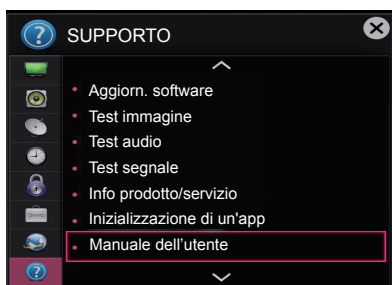 SUPPORTO
Aggiorn. software
Test immagine
Test audio
Test segnale
Info prodotto/servizio
Inizializzazione di un'app
Manuale dell'utente